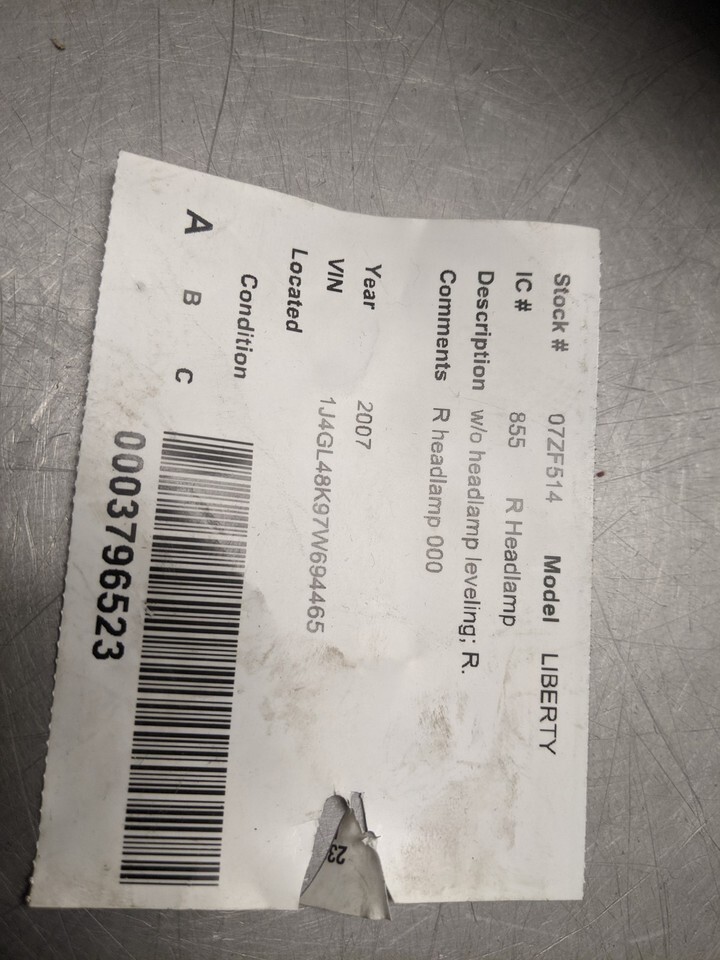 Stock # 07ZF514 Model LIBERTY
IC # 855 R Headlamp
Description w/o headlamp leveling; R.
Comments R headlamp 000
Year 2007
VIN 1J4GL48K97W694465
Located
Condition
A B C
0003796523
23